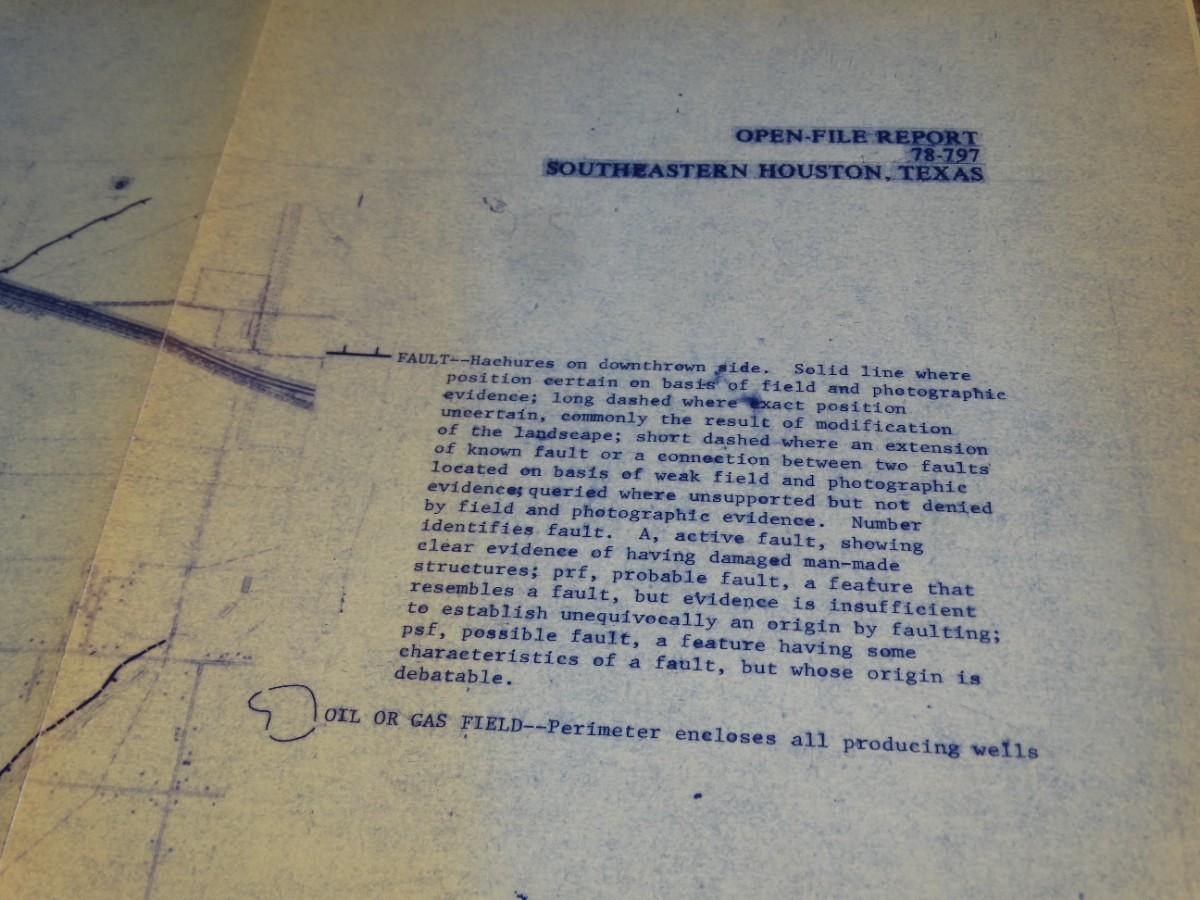 OPEN-FILE REPORT
78-797
SOUTHEASTERN HOUSTON, TEXAS
FAULT--Hachures on downthrown side. Solid line where
position certain on basis of field and photographic
evidence; long dashed where exact position
uncertain, commonly the result of modification
of the landscape; short dashed where an extension
of known fault or a connection between two faults
located on basis of weak field and photographic
evidence; queried where unsupported but not denied
by field and photographic evidence. Number
identifies fault. A, active fault, showing
clear evidence of having damaged man-made
structures; prf, probable fault, a feature that
resembles a fault, but evidence is insufficient
to establish unequivocally an origin by faulting;
psf, possible fault, a feature having some
characteristics of a fault, but whose origin is
debatable.
OIL OR GAS FIELD--Perimeter encloses all producing wells